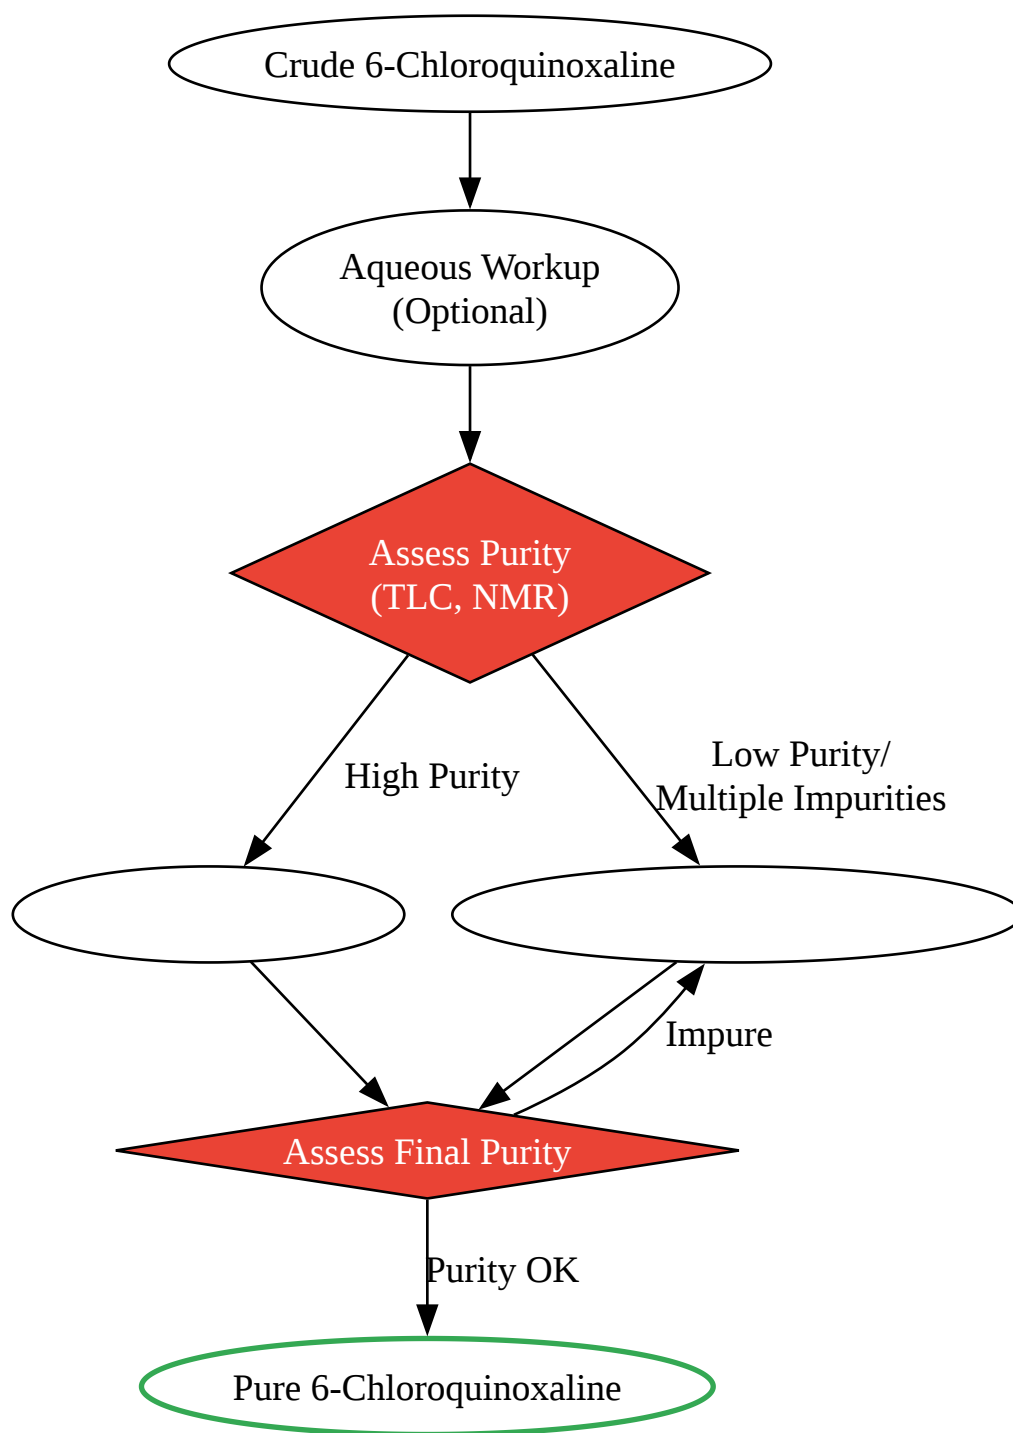 Crude 6-Chloroquinoxaline
Aqueous Workup
(Optional)
Assess Purity
(TLC, NMR)
High Purity
Low Purity/
Multiple Impurities
Impure
Assess Final Purity
Purity OK
Pure 6-Chloroquinoxaline